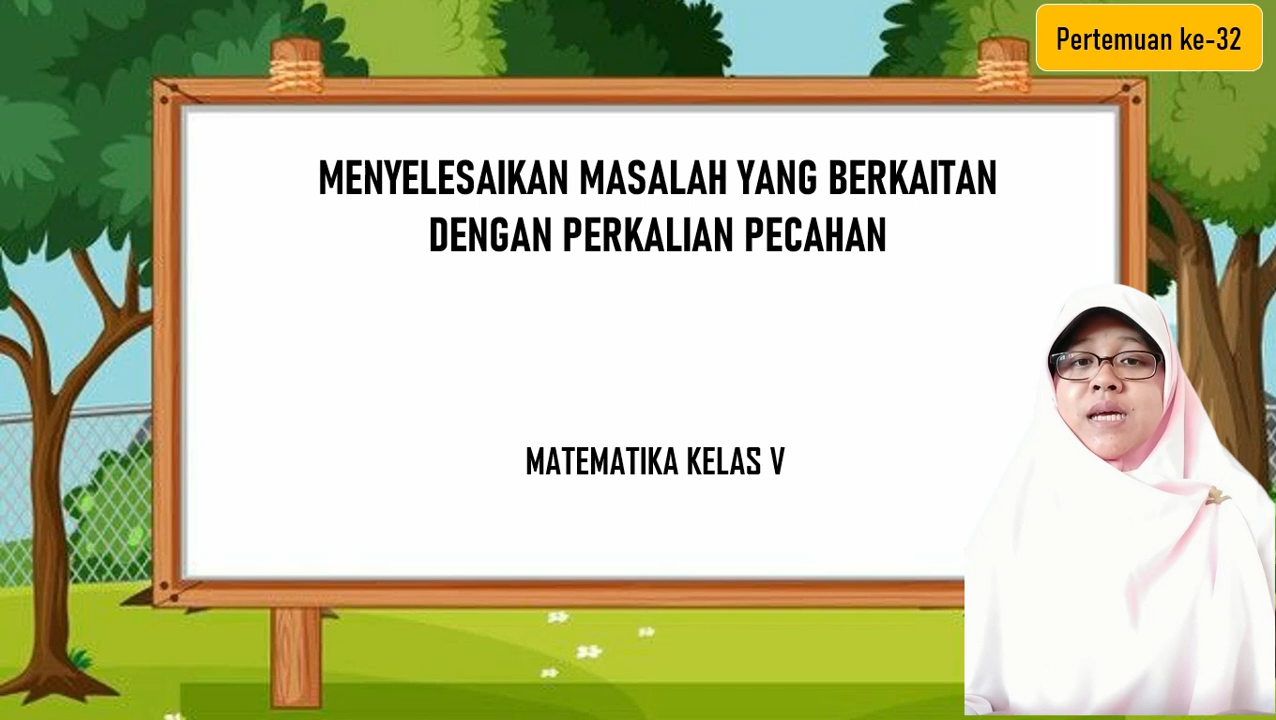 Pertemuan ke-32
MENYELESAIKAN MASALAH YANG BERKAITAN
DENGAN PERKALIAN PECAHAN
MATEMATIKA KELAS V